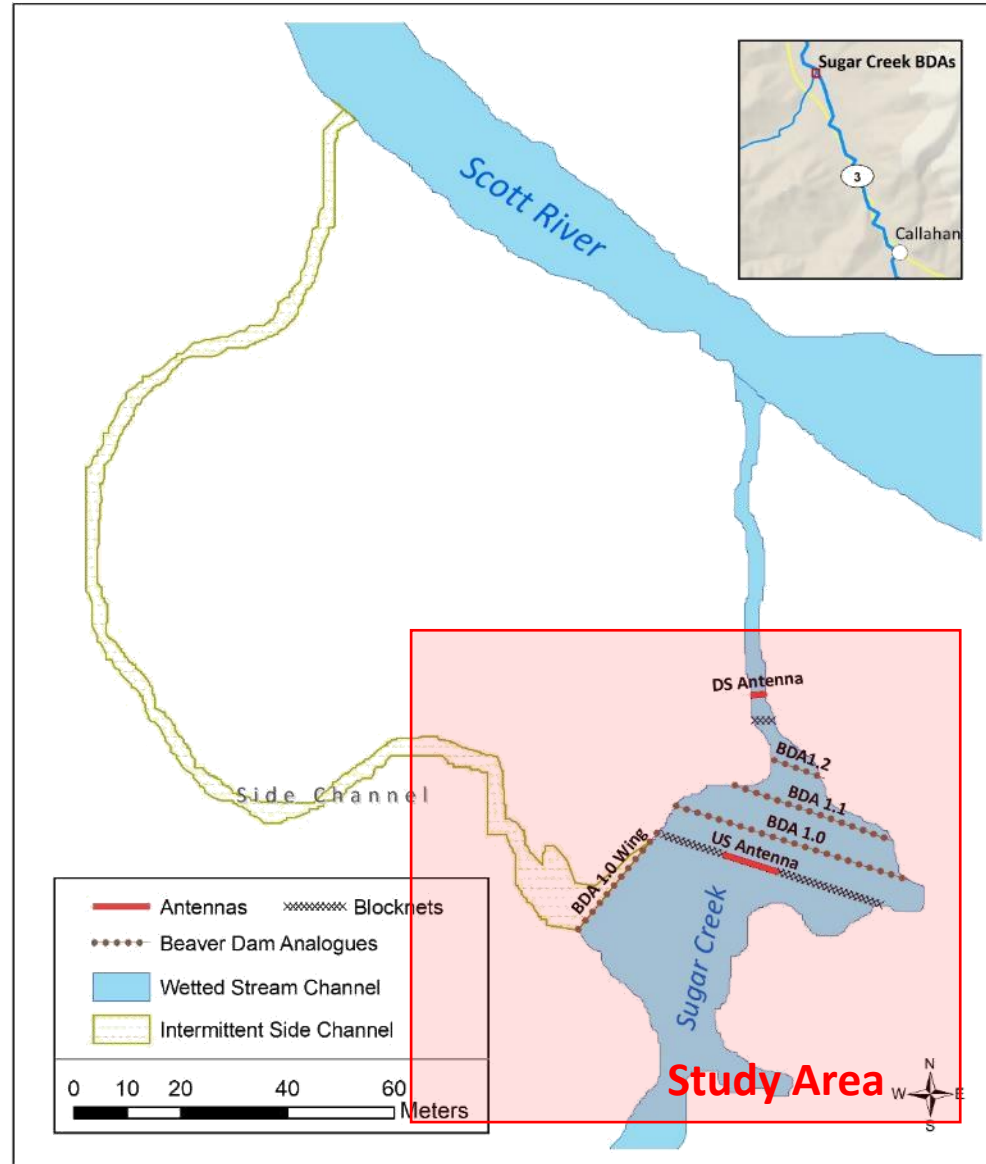 Sugar Creek BDAs
3
Callahan
Scott River
DS Antenna
BDA1.2
BDA 1.1
BDA 1.0
US Antenna
BDA 1.0 Wing
Side Channel
Sugar Creek
Study Area
N
W E
S
Antennas Blocknets
Beaver Dam Analogues
Wetted Stream Channel
Intermittent Side Channel
0 10 20 40 60
Meters